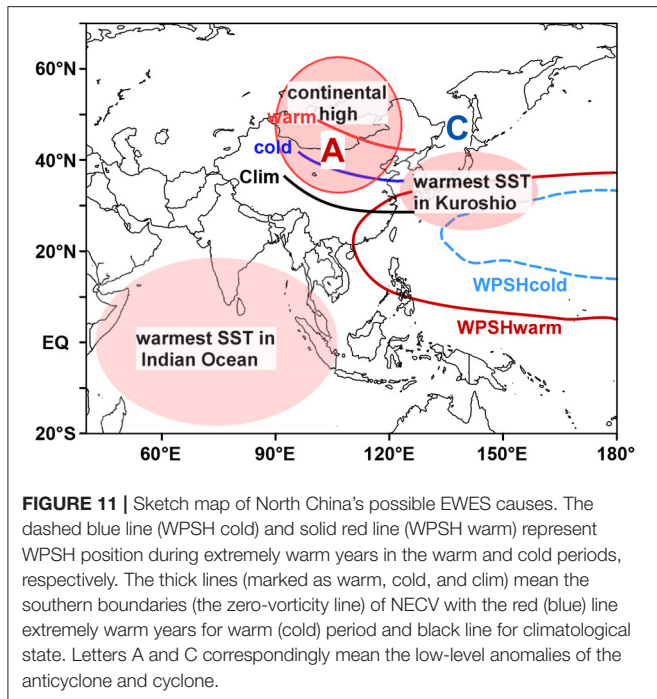 60°N
40°N
20°N
EQ
20°S
60°E
90°E
120°E
150°E
180°
continental
high
warm
A
C
cold
Clim
warmest SST
in Kuroshio
WPSHcold
WPSHwarm
warmest SST in
Indian Ocean
FIGURE 11 | Sketch map of North China's possible EWES causes. The
dashed blue line (WPSH cold) and solid red line (WPSH warm) represent
WPSH position during extremely warm years in the warm and cold periods,
respectively. The thick lines (marked as warm, cold, and clim) mean the
southern boundaries (the zero-vorticity line) of NECV with the red (blue) line
extremely warm years for warm (cold) period and black line for climatological
state. Letters A and C correspondingly mean the low-level anomalies of the
anticyclone and cyclone.